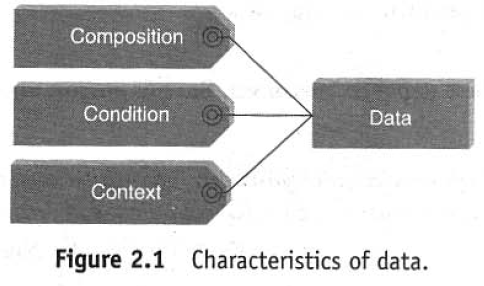 Composition
Condition
Data
Context
Figure 2.1 Characteristics of data.